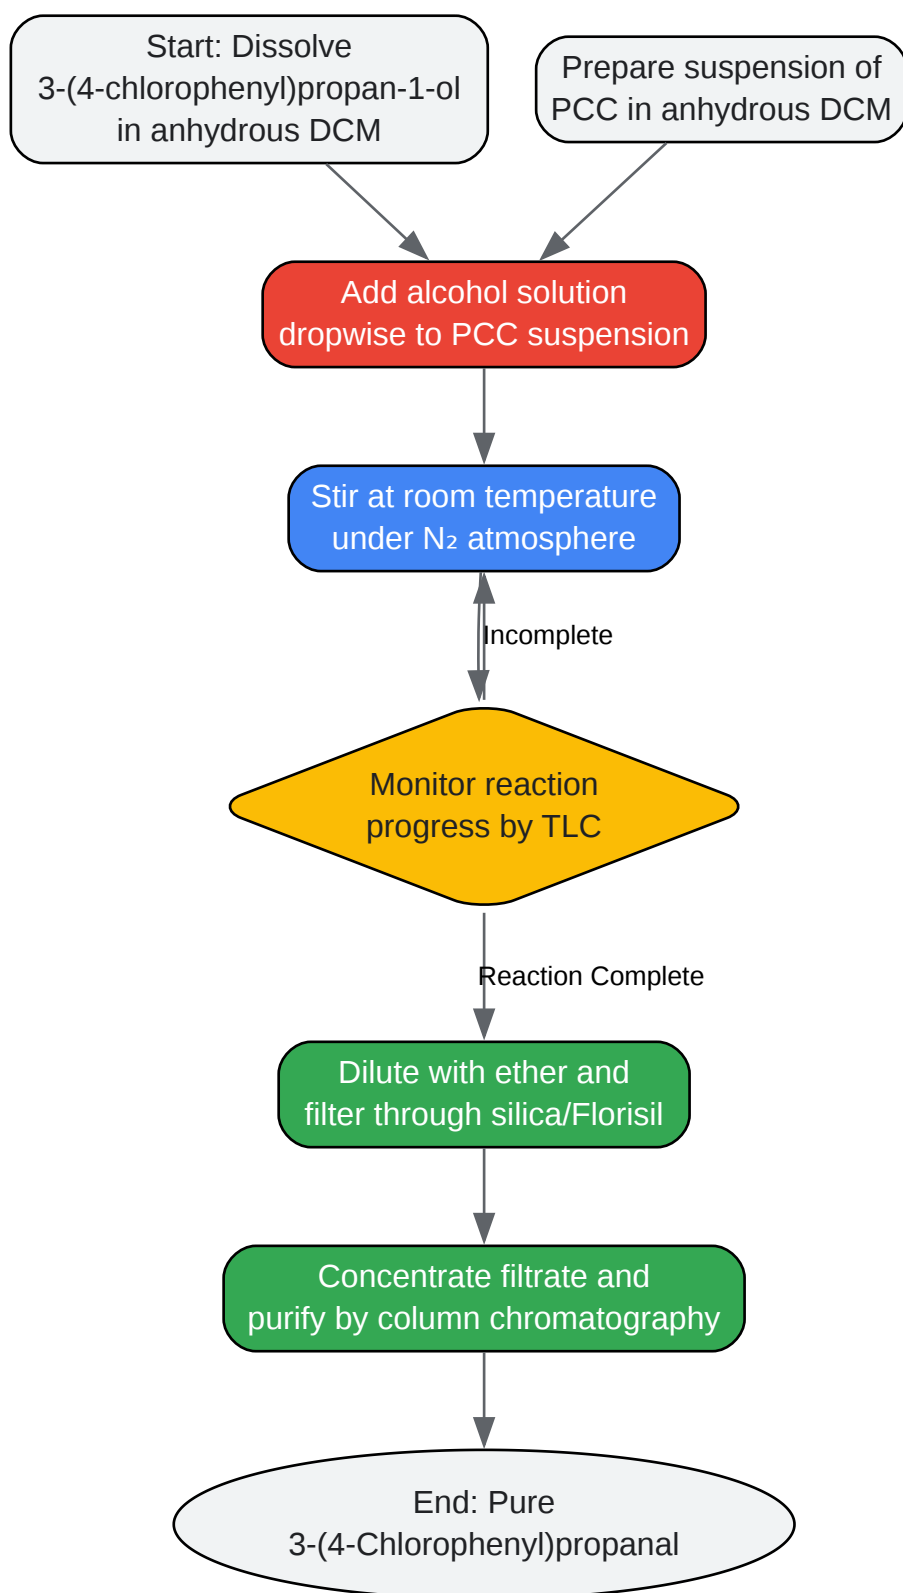 Start: Dissolve
3-(4-chlorophenyl)propan-1-ol
in anhydrous DCM
Prepare suspension of
PCC in anhydrous DCM
Add alcohol solution
dropwise to PCC suspension
Stir at room temperature
under N₂ atmosphere
Incomplete
Monitor reaction
progress by TLC
Reaction Complete
Dilute with ether and
filter through silica/Florisil
Concentrate filtrate and
purify by column chromatography
End: Pure
3-(4-Chlorophenyl)propanal